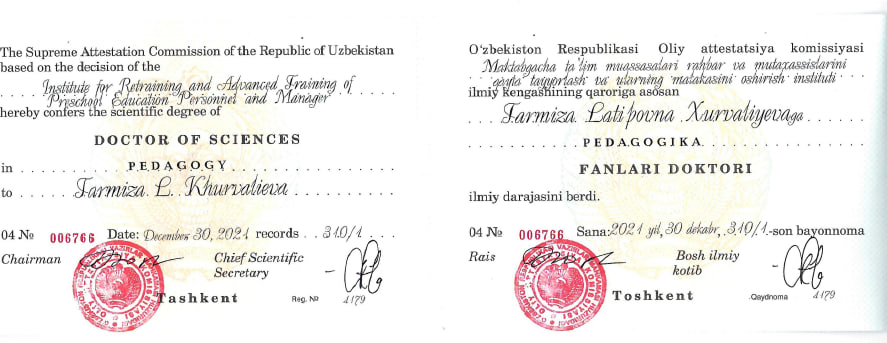 The Supreme Attestation Commission of the Republic of Uzbekistan
based on the decision of the
Institute for Retraining and Advanced Training of
Preschool Education Personnel and Manager
hereby confers the scientific degree of
DOCTOR OF SCIENCES
in PEDAGOGY
to Tarmiza L. Khurvalieva
04 № 006766 Date: December 30, 2021 records 310/1
Chairman
Chief Scientific
Secretary
Tashkent
Reg. № 4179
O'zbekiston Respublikasi Oliy attestatsiya komissiyasi
Maktabgacha ta'lim muassasalari rahbar va mutaxassislarini
qayta tayyorlash va ularning malakasini oshirish instituti
ilmiy kengashining qaroriga asosan
Tarmiza Latipovna Xurvaliyevaga
PEDAGOGIKA
FANLARI DOKTORI
ilmiy darajasini berdi.
04 № 006766 Sana: 2021 yil, 30 dekabr, 310/1.-son bayonnoma
Rais
Bosh ilmiy
kotib
Toshkent
Qaydnoma 4179